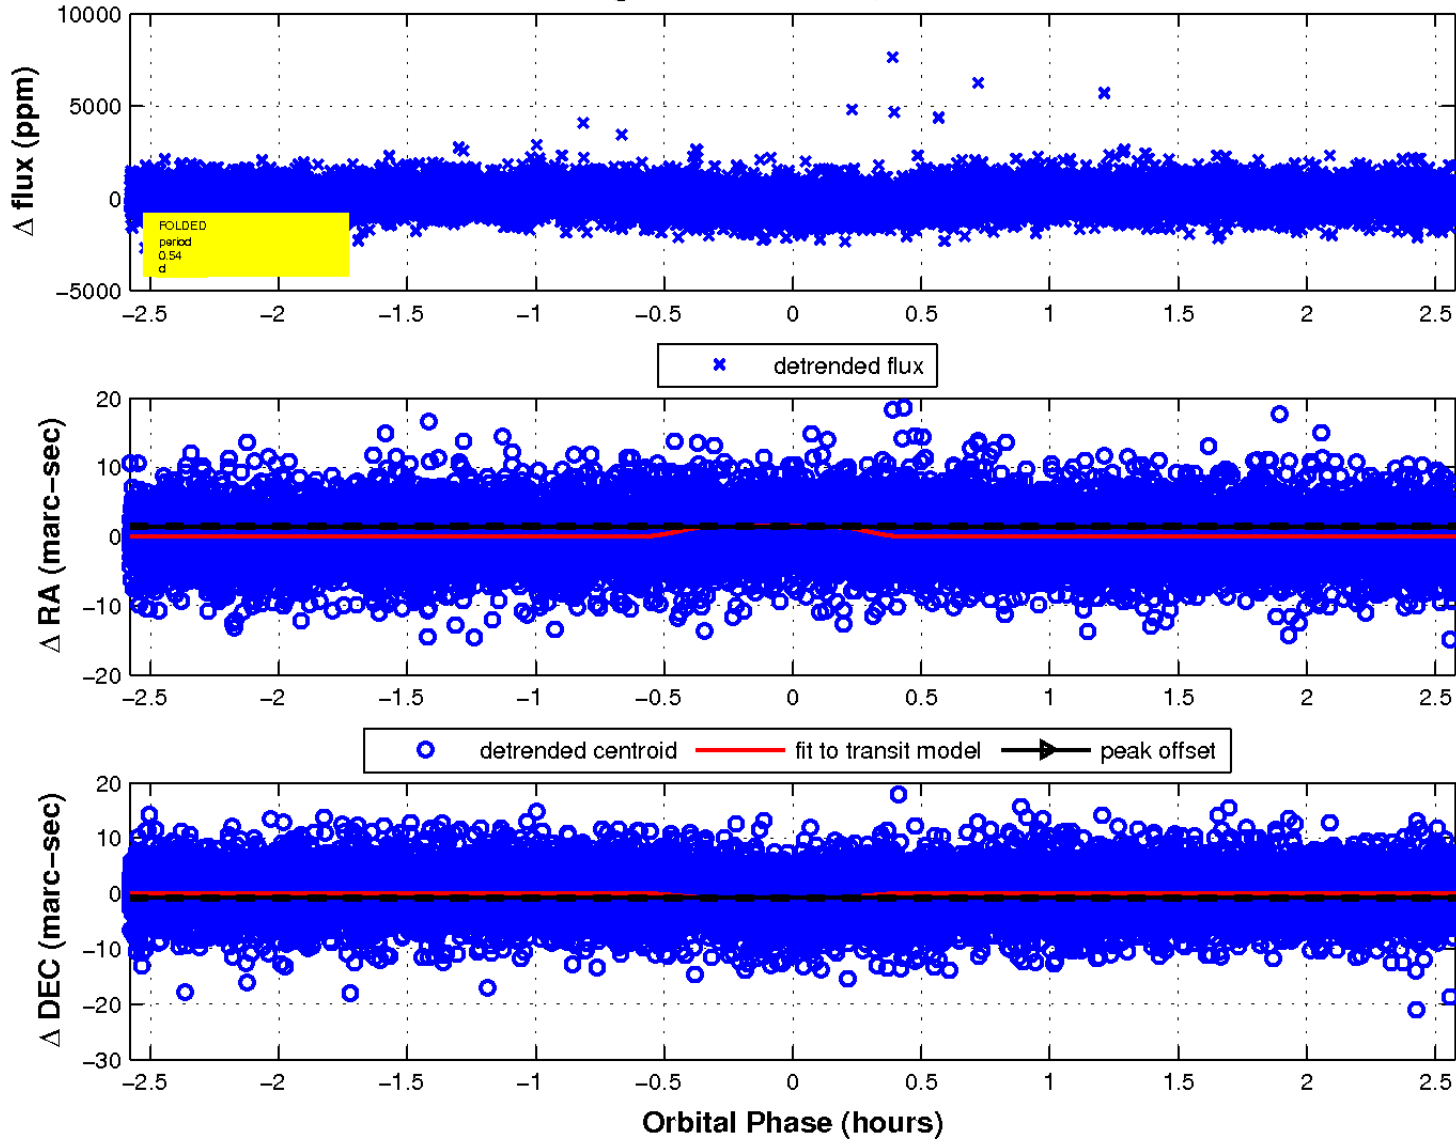 10000
5000
0
−5000
Δ flux (ppm)
FOLDED
period
0.54
d
−2.5 −2 −1.5 −1 −0.5 0 0.5 1 1.5 2 2.5
detrended flux
20
10
0
−10
−20
Δ RA (marc−sec)
−2.5 −2 −1.5 −1 −0.5 0 0.5 1 1.5 2 2.5
detrended centroid fit to transit model peak offset
20
10
0
−10
−20
−30
Δ DEC (marc−sec)
−2.5 −2 −1.5 −1 −0.5 0 0.5 1 1.5 2 2.5
Orbital Phase (hours)